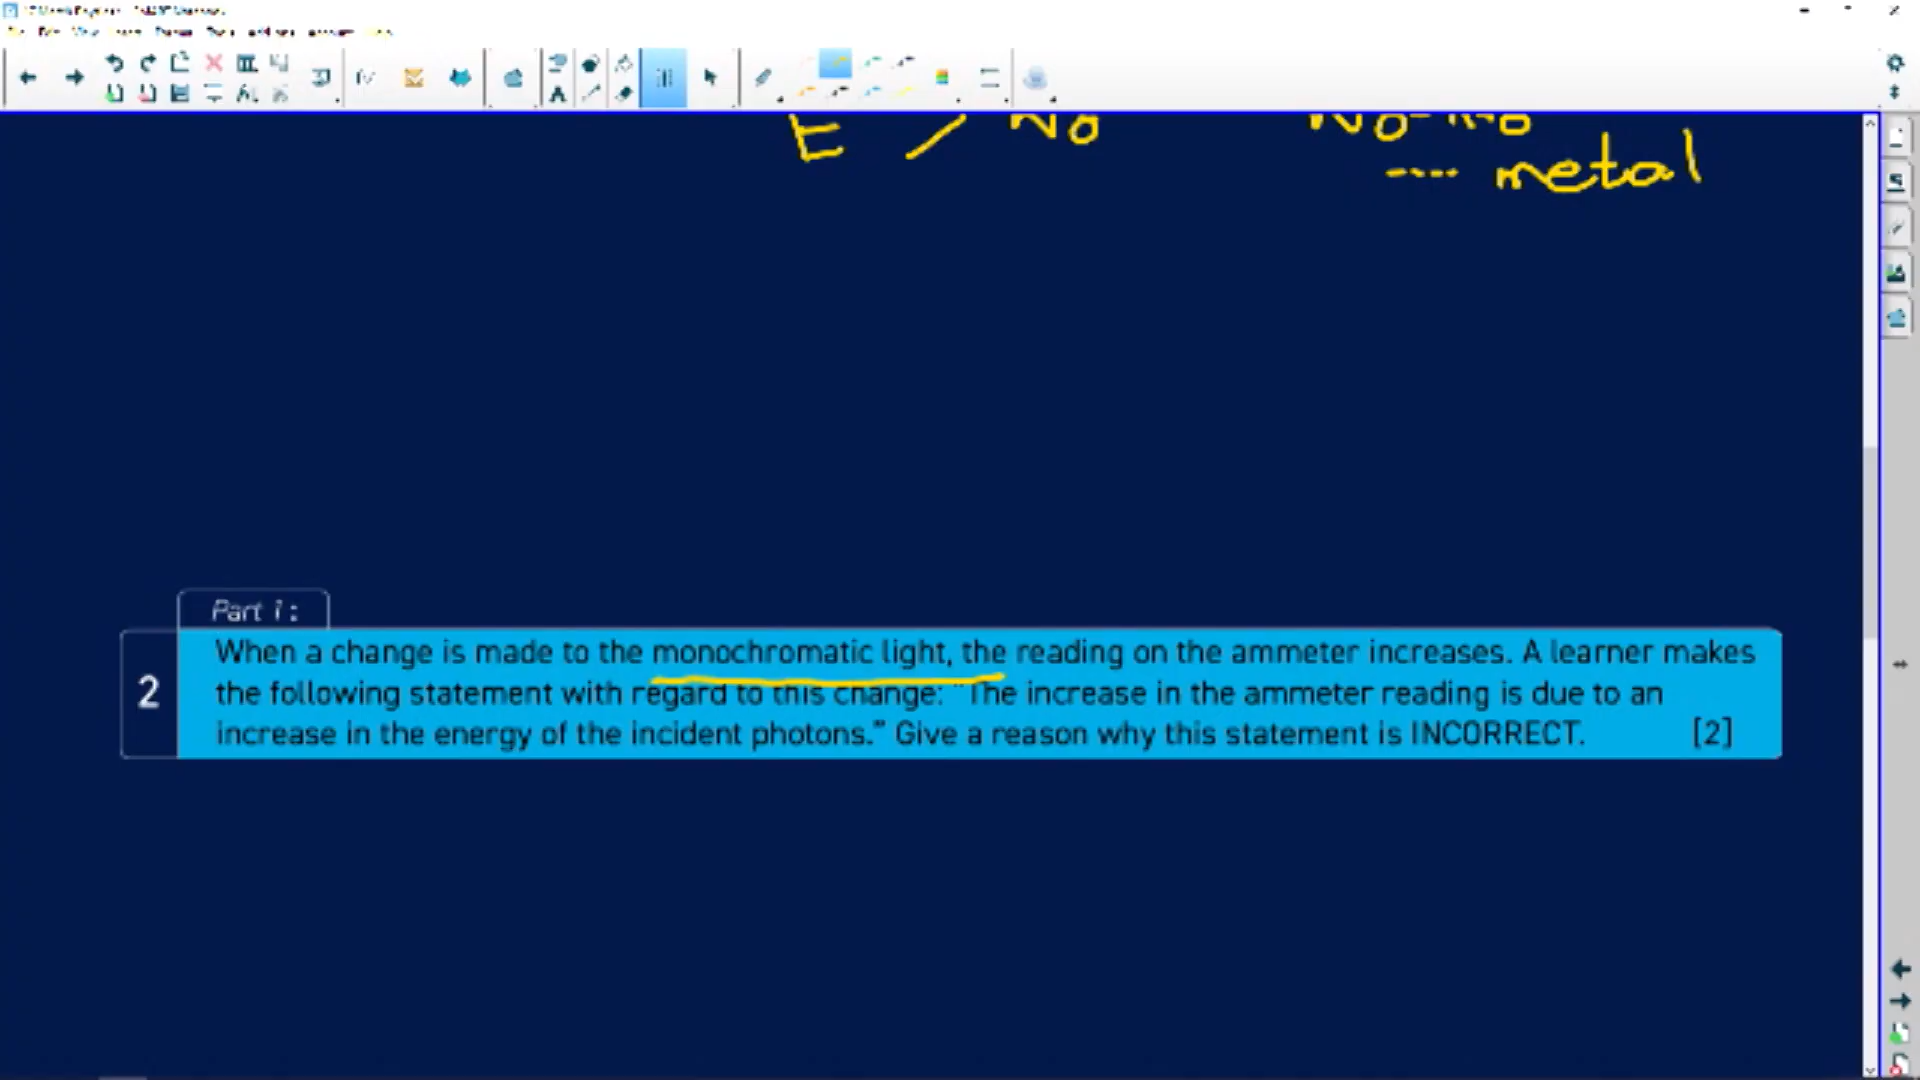 E
---- metal
Part 1:
2
When a change is made to the monochromatic light, the reading on the ammeter increases. A learner makes
the following statement with regard to this change: "The increase in the ammeter reading is due to an
increase in the energy of the incident photons." Give a reason why this statement is INCORRECT. [2]